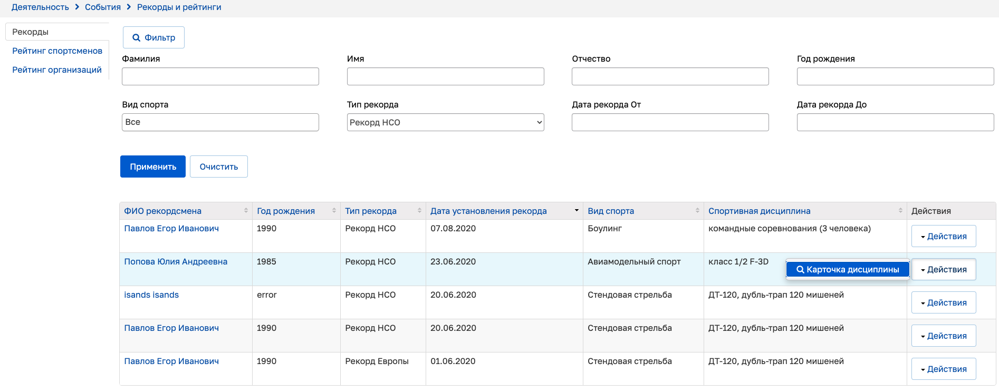 Деятельность > События > Рекорды и рейтинги
Рекорды
Рейтинг спортсменов
Рейтинг организаций
Фильтр
Фамилия Имя Отчество Год рождения
Вид спорта Тип рекорда Дата рекорда От Дата рекорда До
Все Рекорд НСО
Применить Очистить
ФИО рекордсмена Год рождения Тип рекорда Дата установления рекорда Вид спорта Спортивная дисциплина Действия
Павлов Егор Иванович 1990 Рекорд НСО 07.08.2020 Боулинг командные соревнования (3 человека) Действия
Попова Юлия Андреевна 1985 Рекорд НСО 23.06.2020 Авиамодельный спорт класс 1/2 F-3D Карточка дисциплины Действия
isands isands error Рекорд НСО 20.06.2020 Стендовая стрельба ДТ-120, дубль-трап 120 мишеней Действия
Павлов Егор Иванович 1990 Рекорд НСО 20.06.2020 Стендовая стрельба ДТ-120, дубль-трап 120 мишеней Действия
Павлов Егор Иванович 1990 Рекорд Европы 01.06.2020 Стендовая стрельба ДТ-120, дубль-трап 120 мишеней Действия